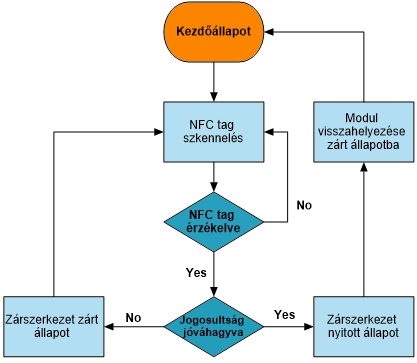 Kezdőállapot
NFC tag
szkennelés
Modul
visszahelyezése
zárt állapotba
NFC tag
érzékelve
No
Yes
Zárszerkezet zárt
állapot
No
Jogosultság
jóváhagyva
Yes
Zárszerkezet
nyitott állapot